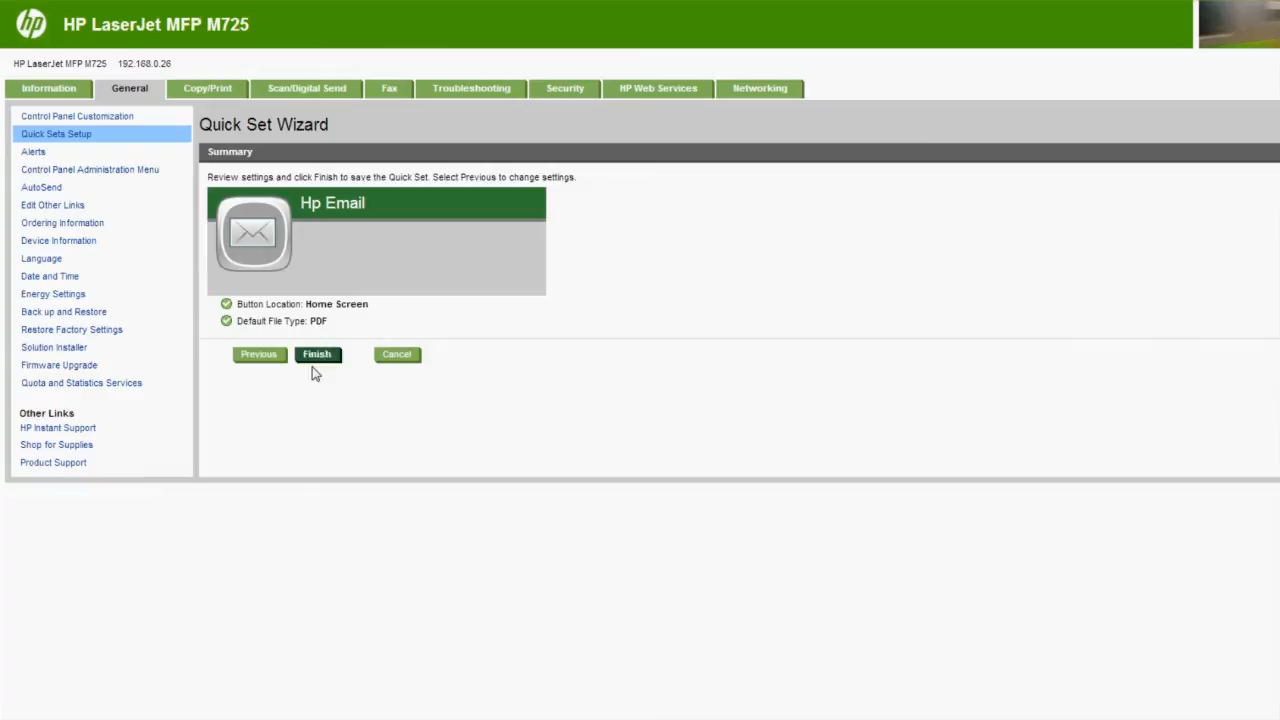 hp HP LaserJet MFP M725
HP LaserJet MFP M725 192.168.0.26
Information General Copy/Print Scan/Digital Send Fax Troubleshooting Security HP Web Services Networking
Control Panel Customization
Quick Sets Setup
Alerts
Control Panel Administration Menu
AutoSend
Edit Other Links
Ordering Information
Device Information
Language
Date and Time
Energy Settings
Back up and Restore
Restore Factory Settings
Solution Installer
Firmware Upgrade
Quota and Statistics Services
Other Links
HP Instant Support
Shop for Supplies
Product Support
Quick Set Wizard
Summary
Review settings and click Finish to save the Quick Set. Select Previous to change settings.
Hp Email
Button Location: Home Screen
Default File Type: PDF
Previous Finish Cancel